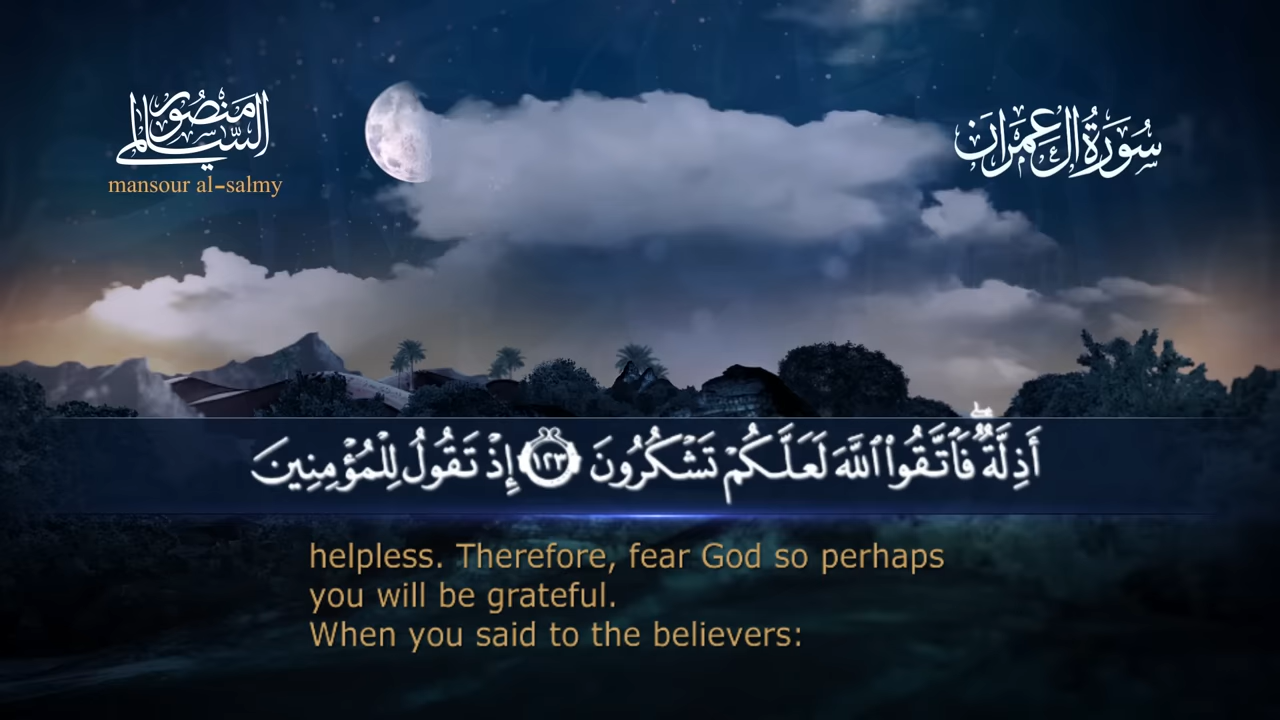 المنصور السالمي
mansour al-salmy
سُورَةُ آلِ عِمْرَانَ
أَذِلَّةٌ ۖ فَٱتَّقُوا۟ ٱللَّهَ لَعَلَّكُمْ تَشْكُرُونَ ١٢٣ إِذْ تَقُولُ لِلْمُؤْمِنِينَ
helpless. Therefore, fear God so perhaps
you will be grateful.
When you said to the believers: